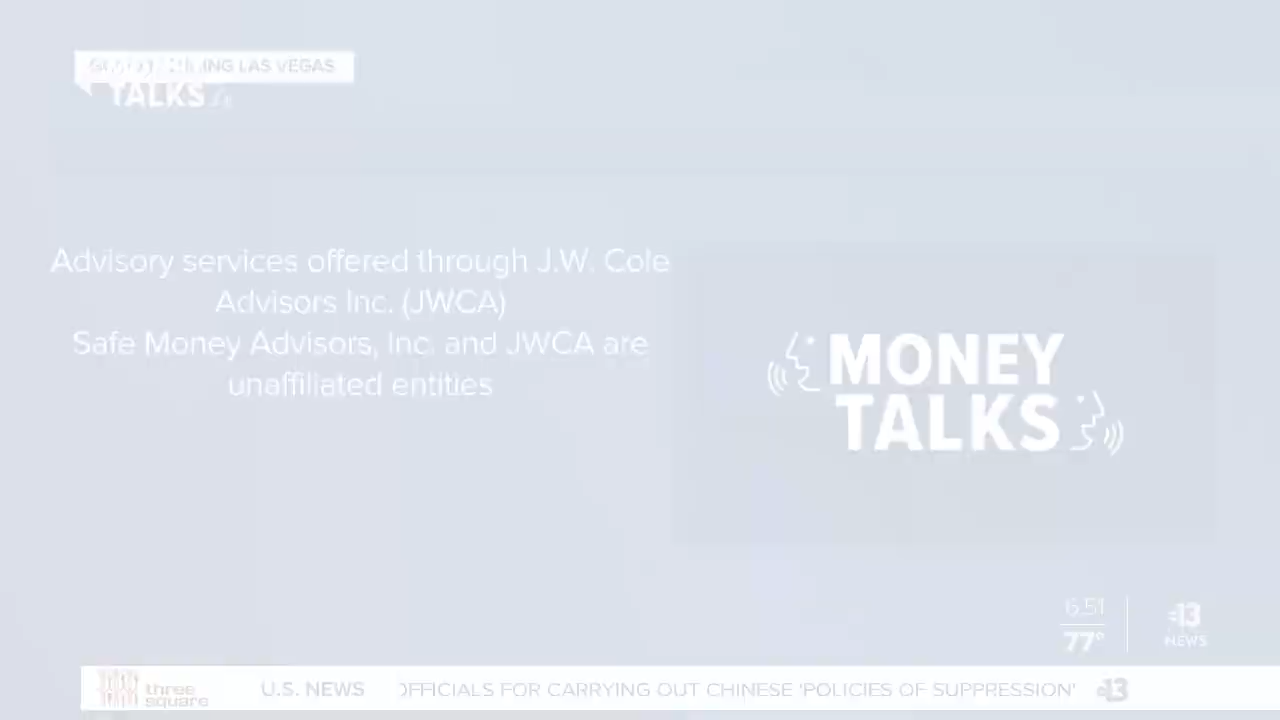 ING LAS VEGAS
TALKS
Advisory services offered through J.W. Cole
Advisors Inc. (JWCA)
Safe Money Advisors, Inc. and JWCA are
unaffiliated entities
MONEY
TALKS
6:51
77°
13
NEWS
three
square
U.S. NEWS
OFFICIALS FOR CARRYING OUT CHINESE 'POLICIES OF SUPPRESSION'
13